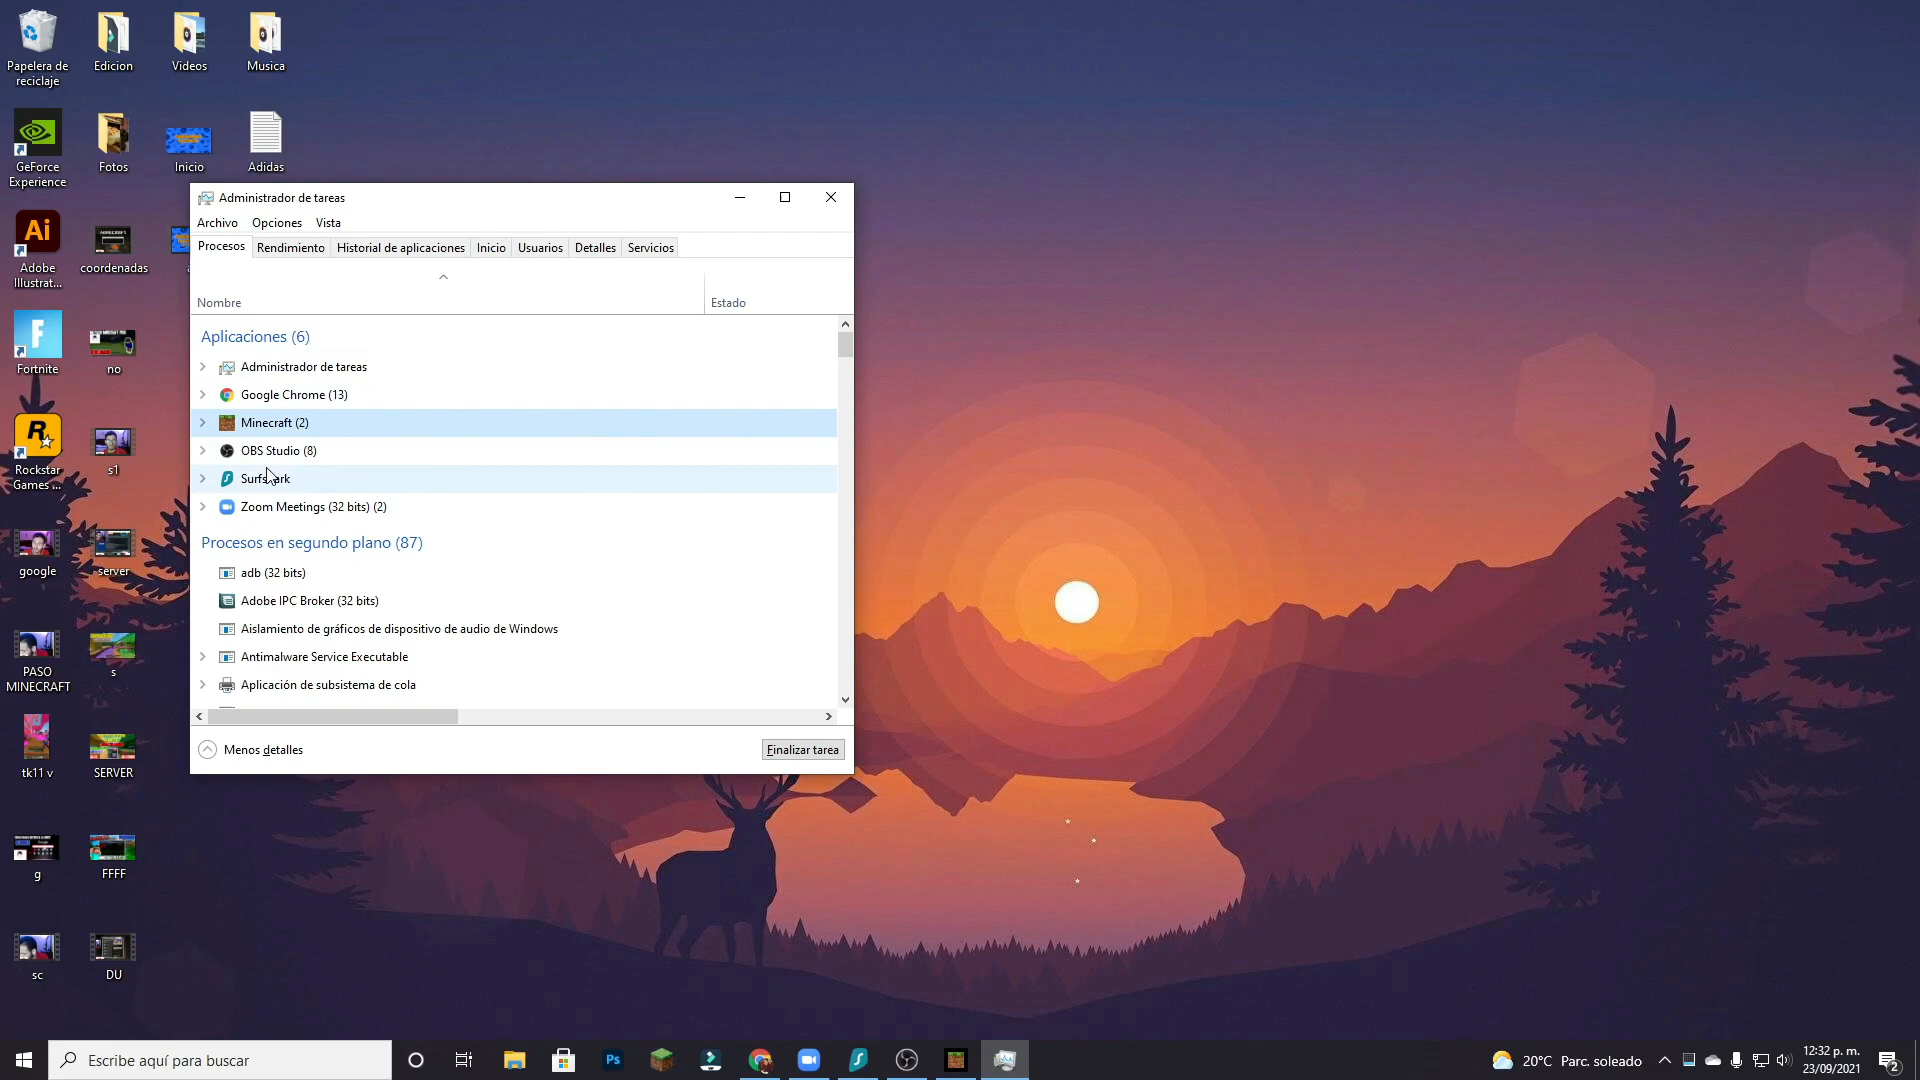 Papelera de
reciclaje
Edicion
Videos
Musica
GeForce
Experience
Fotos
Inicio
Adidas
Adobe
Illustrat...
coordenadas
Fortnite
no
Rockstar
Games ...
s1
google
server
PASO
MINECRAFT
s
tk11 v
SERVER
g
FFFF
sc
DU
Administrador de tareas
Archivo
Opciones
Vista
Procesos
Rendimiento
Historial de aplicaciones
Inicio
Usuarios
Detalles
Servicios
Nombre
Estado
Aplicaciones (6)
Administrador de tareas
Google Chrome (13)
Minecraft (2)
OBS Studio (8)
Surfshark
Zoom Meetings (32 bits) (2)
Procesos en segundo plano (87)
adb (32 bits)
Adobe IPC Broker (32 bits)
Aislamiento de gráficos de dispositivo de audio de Windows
Antimalware Service Executable
Aplicación de subsistema de cola
Menos detalles
Finalizar tarea
Escribe aquí para buscar
Ps
20°C Parc. soleado
12:32 p. m.
23/09/2021
2